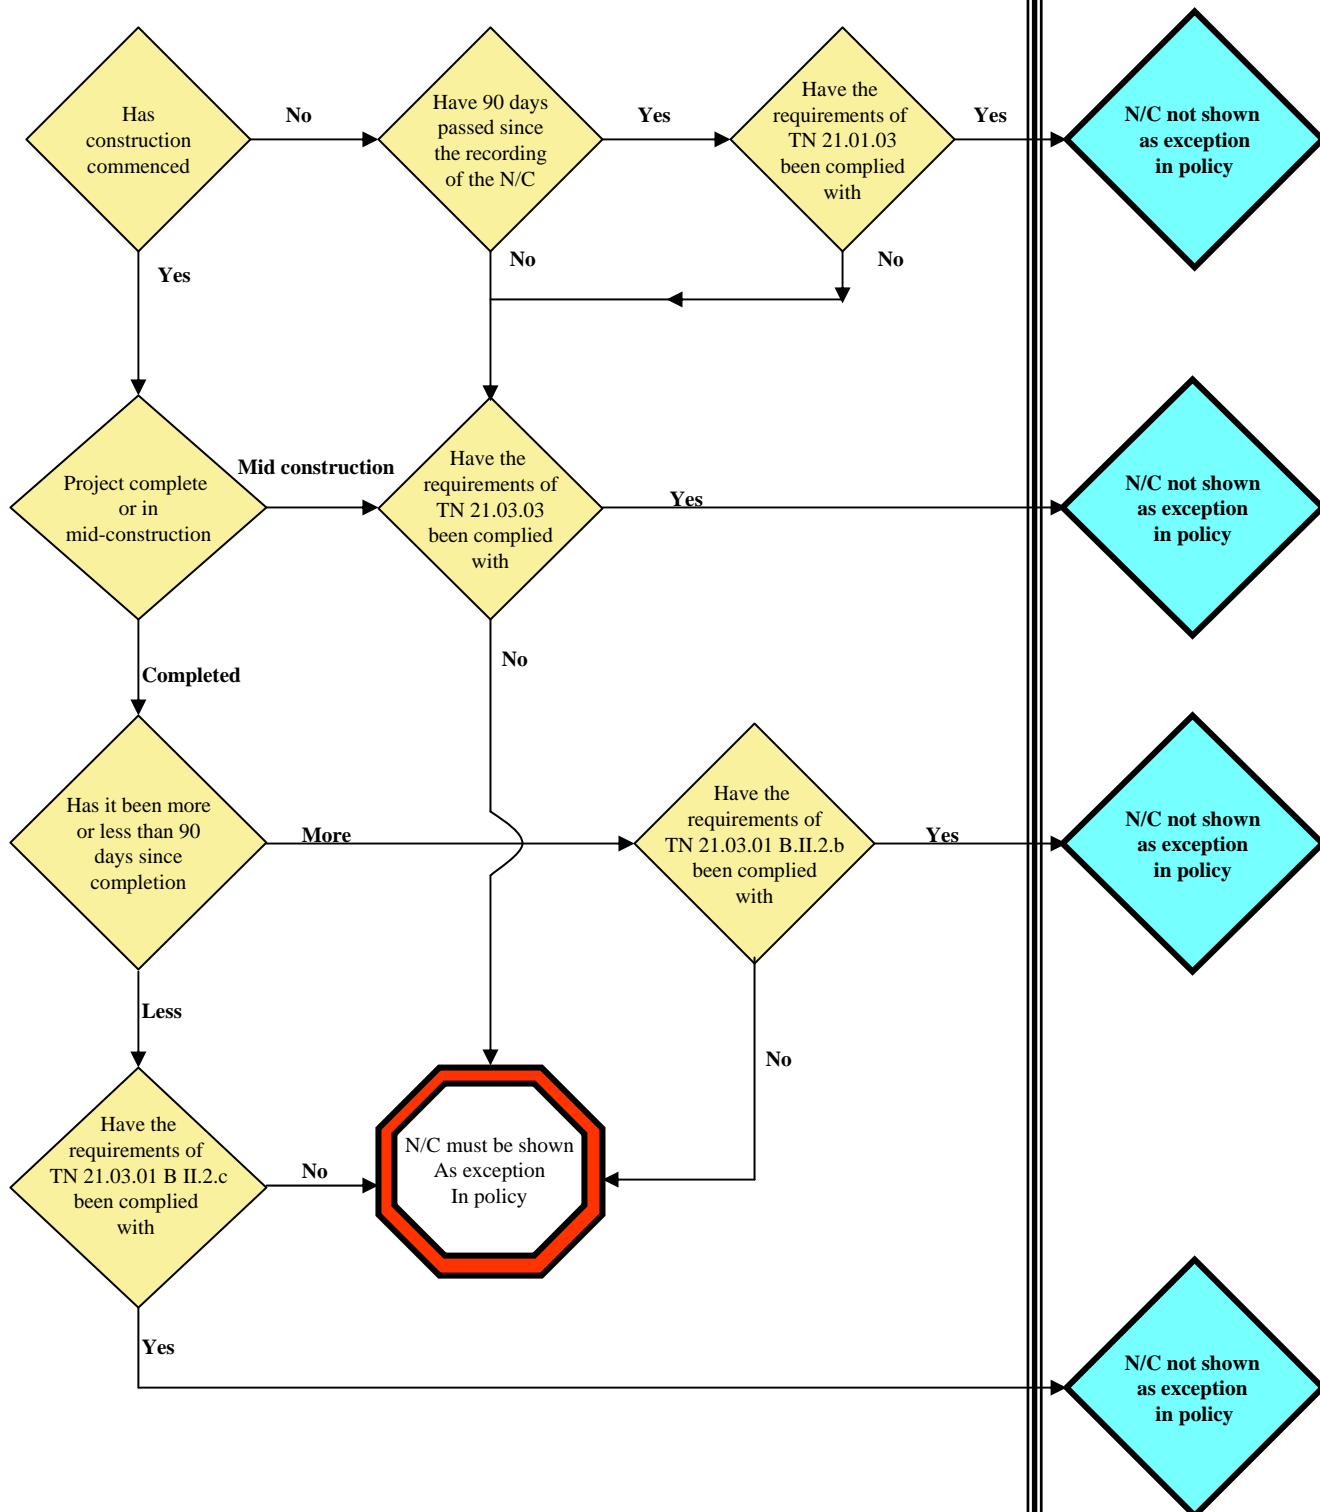 Has
construction
commenced
No
Have 90 days
passed since
the recording
of the N/C
Yes
Have the
requirements of
TN 21.01.03
been complied
with
Yes
N/C not shown
as exception
in policy
Yes
No
No
Project complete
or in
mid-construction
Mid construction
Have the
requirements of
TN 21.03.03
been complied
with
Yes
N/C not shown
as exception
in policy
Completed
No
Has it been more
or less than 90
days since
completion
More
Have the
requirements of
TN 21.03.01 B.II.2.b
been complied
with
Yes
N/C not shown
as exception
in policy
Less
No
Have the
requirements of
TN 21.03.01 B II.2.c
been complied
with
No
N/C must be shown
As exception
In policy
Yes
N/C not shown
as exception
in policy